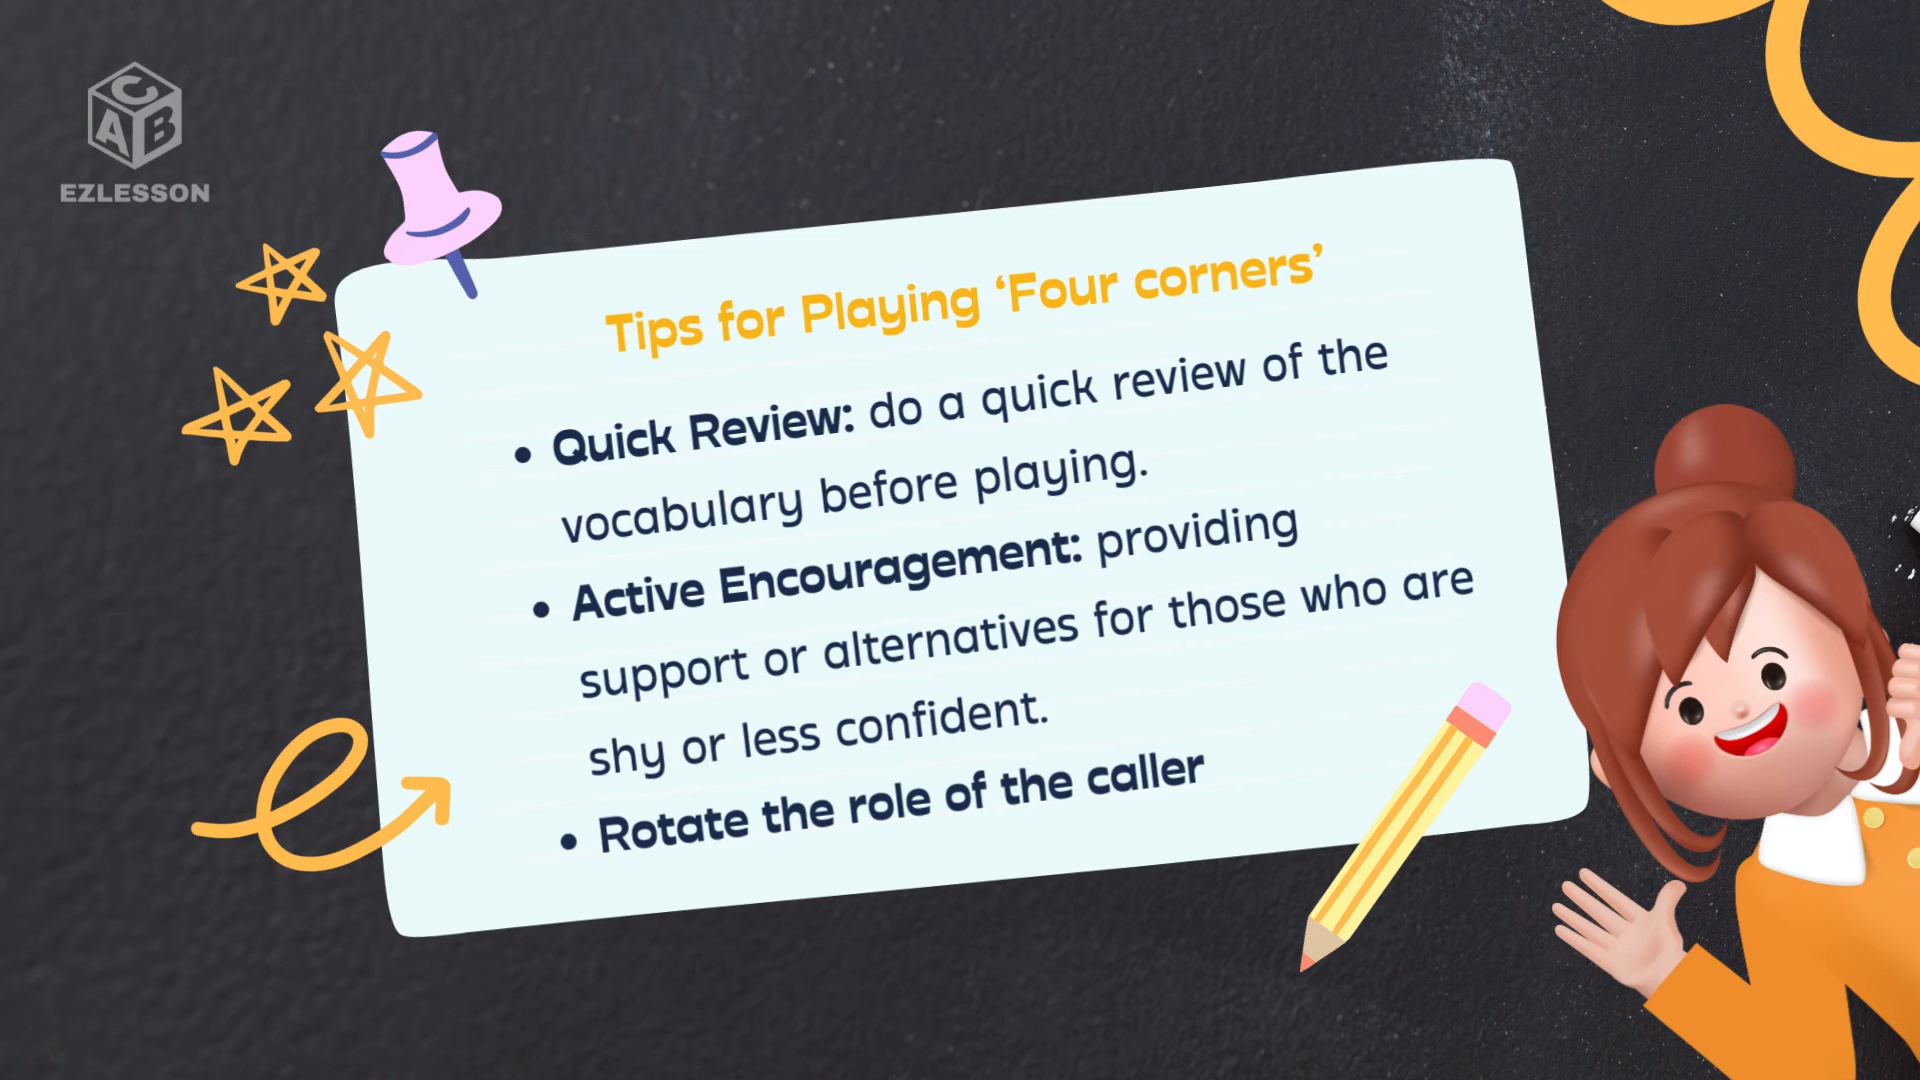 C
A B
EZLESSON
Tips for Playing ‘Four corners’
• Quick Review: do a quick review of the
vocabulary before playing.
• Active Encouragement: providing
support or alternatives for those who are
shy or less confident.
• Rotate the role of the caller